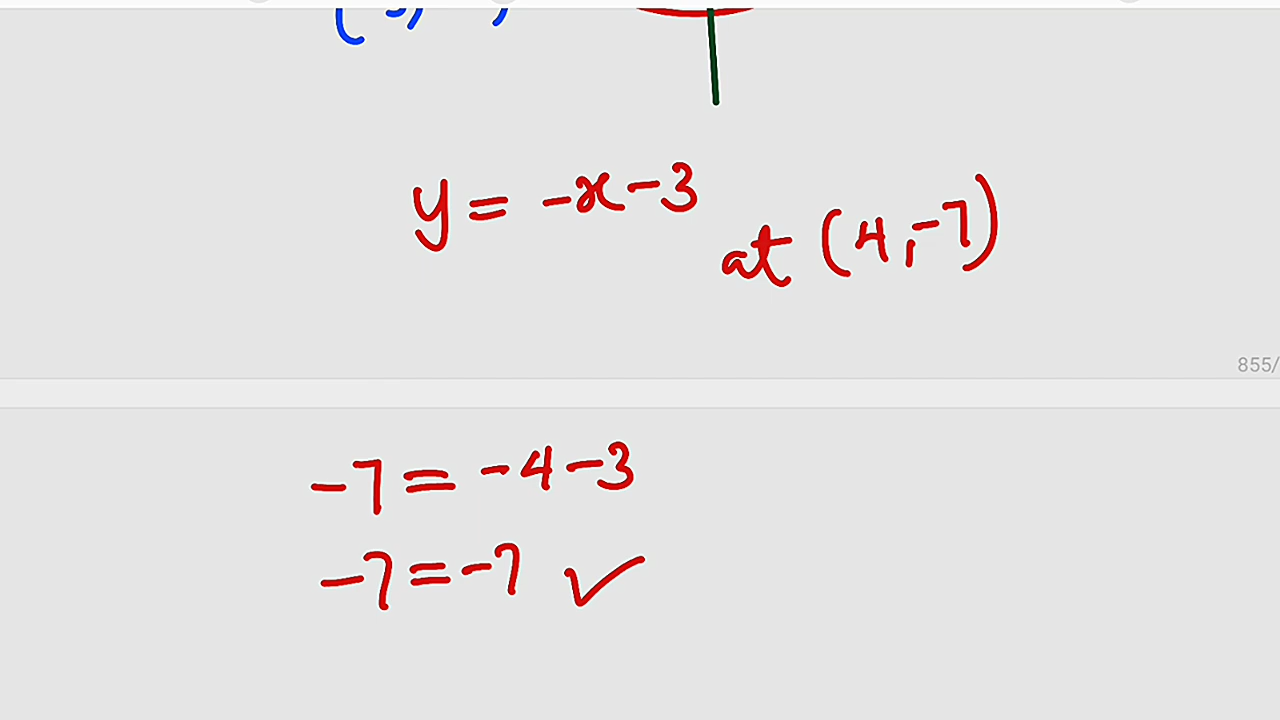 y = -x - 3 at (4, -7)
855/
-7 = -4 - 3
-7 = -7 ✓